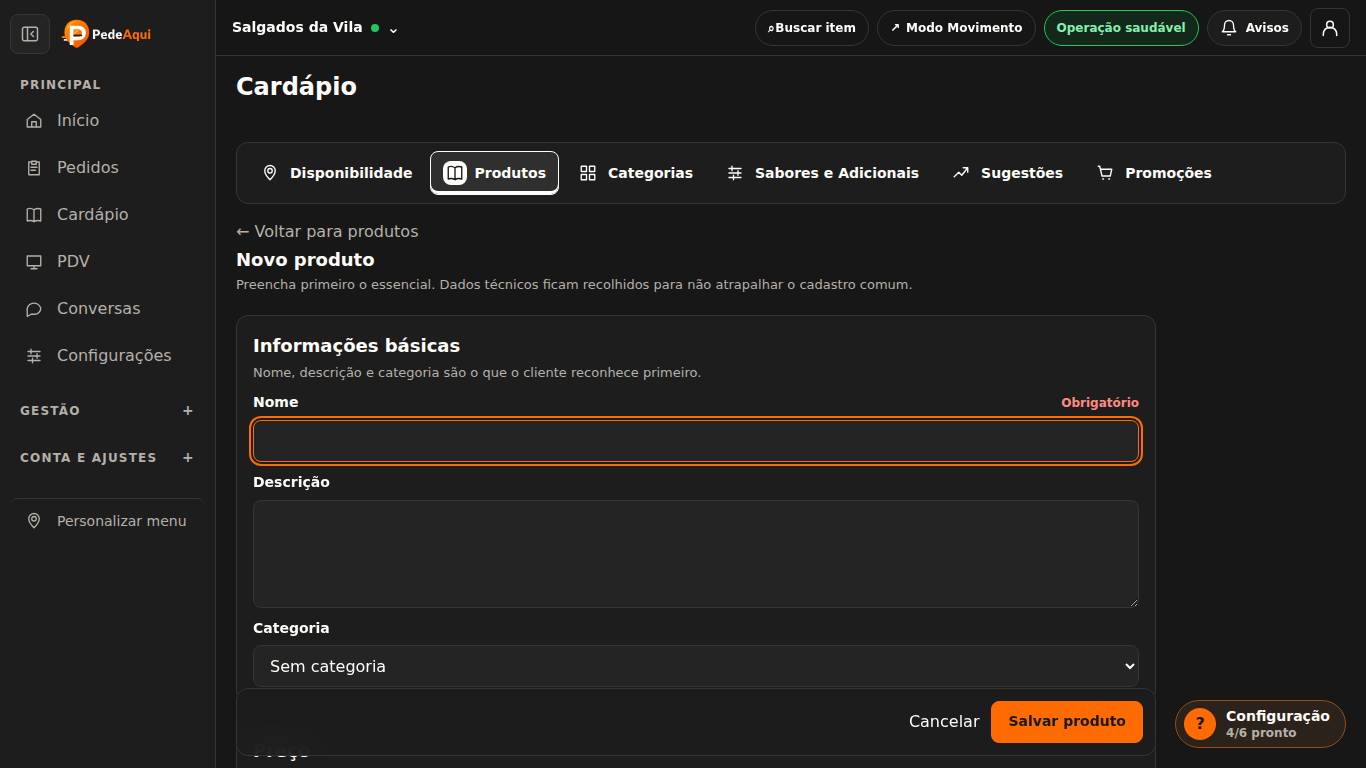 PedeAqui
Salgados da Vila
Buscar item
Modo Movimento
Operação saudável
Avisos
PRINCIPAL
Início
Pedidos
Cardápio
PDV
Conversas
Configurações
GESTÃO +
CONTA E AJUSTES +
Personalizar menu
Cardápio
Disponibilidade
Produtos
Categorias
Sabores e Adicionais
Sugestões
Promoções
← Voltar para produtos
Novo produto
Preencha primeiro o essencial. Dados técnicos ficam recolhidos para não atrapalhar o cadastro comum.
Informações básicas
Nome, descrição e categoria são o que o cliente reconhece primeiro.
Nome
Obrigatório
Descrição
Categoria
Sem categoria
Preço
Cancelar
Salvar produto
?
Configuração
4/6 pronto